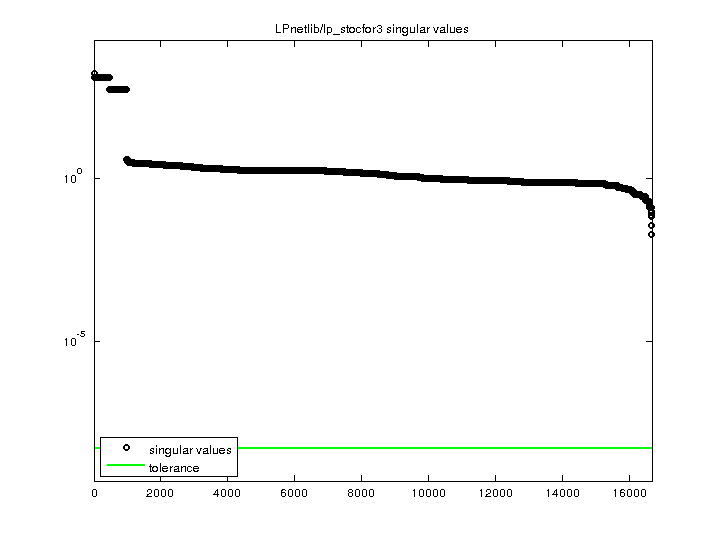 LPnetlib/lp_stocfor3 singular values
10^0
10^-5
singular values
tolerance
0 2000 4000 6000 8000 10000 12000 14000 16000